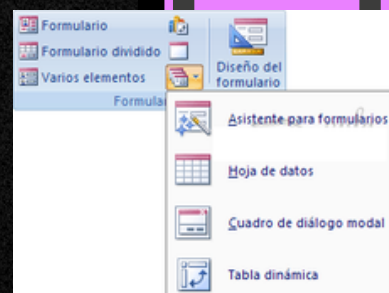 Formulario
Formulario dividido
Varios elementos
Diseño del
formulario
Formula
Asistente para formularios
Hoja de datos
Cuadro de diálogo modal
Tabla dinámica